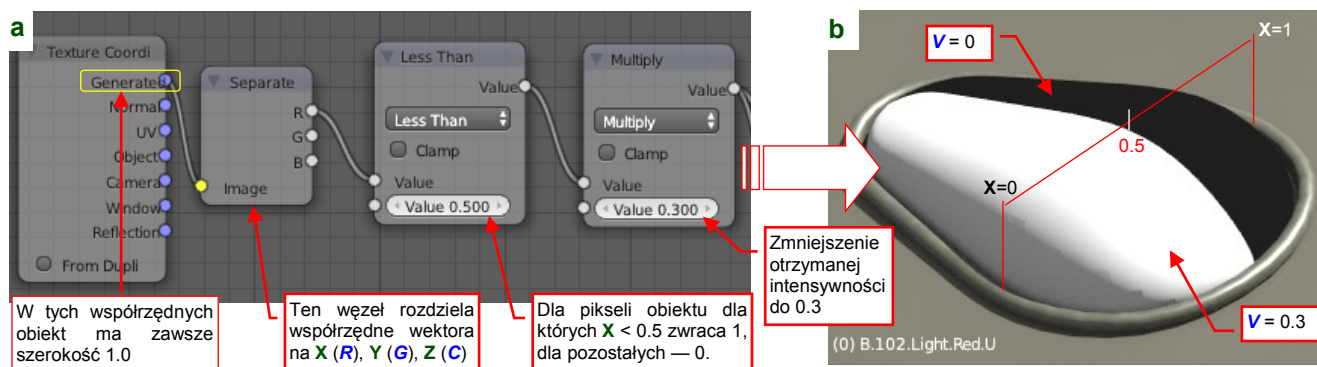 a
Texture Coordi
Generated
Normal
UV
Object
Camera
Window
Reflection
From Dupli
Separate
R
G
B
Image
Less Than
Value
Less Than
Clamp
Value
Value 0.500
Multiply
Value
Multiply
Clamp
Value
Value 0.300
W tych współrzędnych
obiekt ma zawsze
szerokość 1.0
Ten węzeł rozdziela
współrzędne wektora
na X (R), Y (G), Z (C)
Dla pikseli obiektu dla
których X < 0.5 zwraca 1,
dla pozostałych — 0.
Zmniejszenie
otrzymanej
intensywności
do 0.3
b
V = 0
X=1
0.5
X=0
V = 0.3
(0) B.102.Light.Red.U